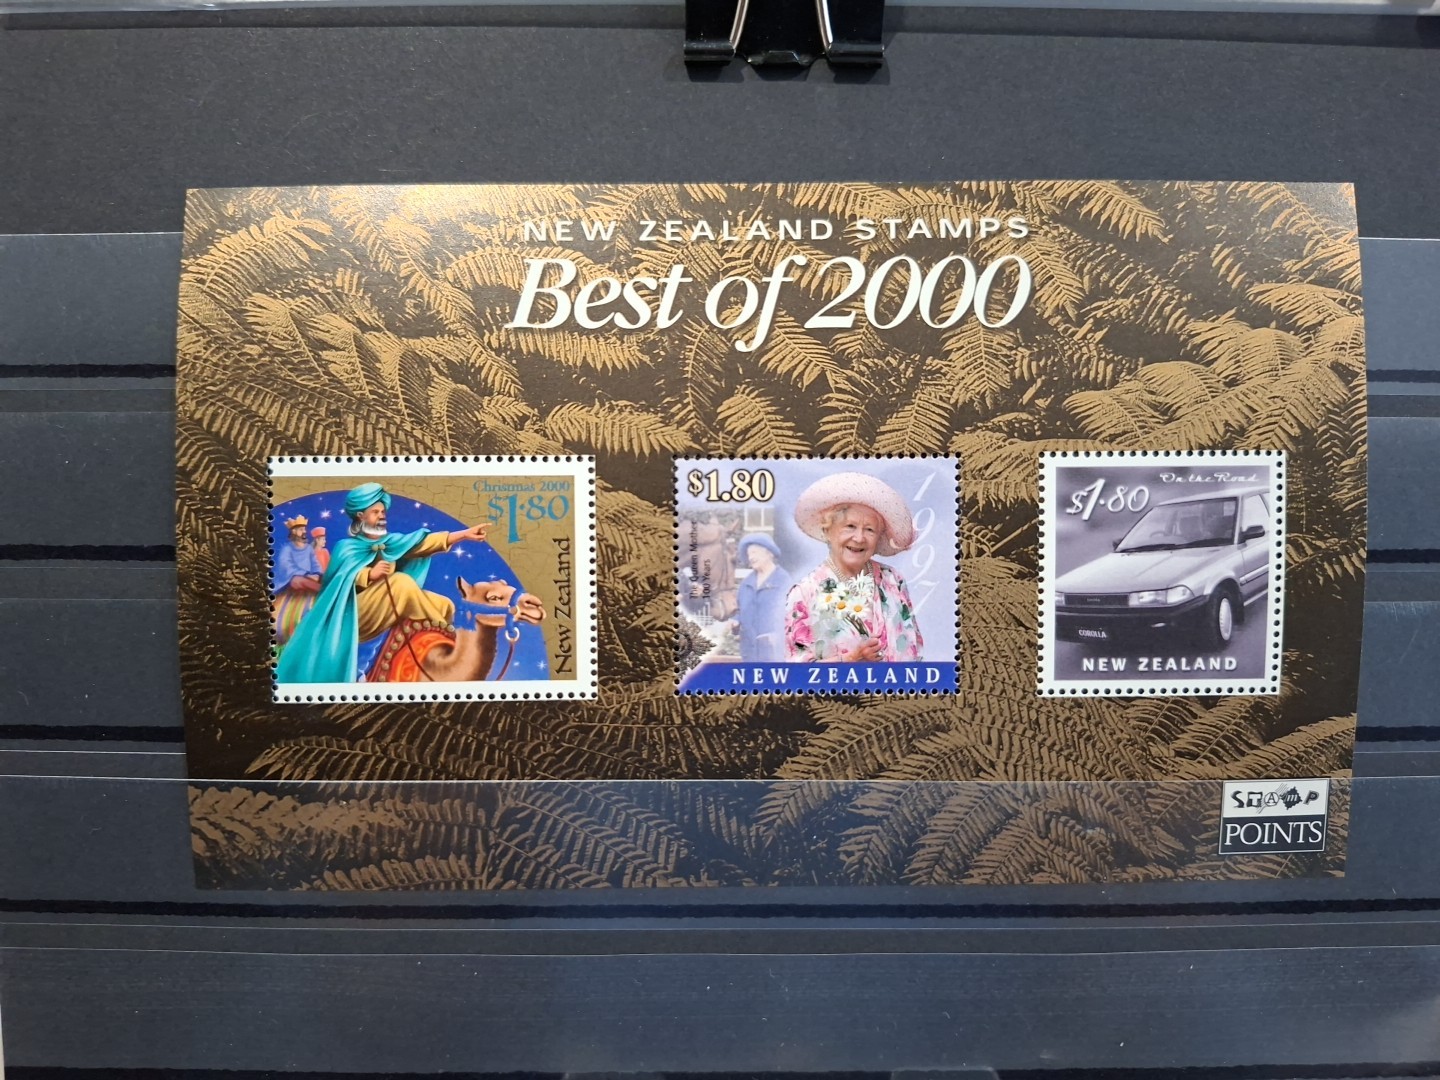 NEW ZEALAND STAMPS
Best of 2000
Christmas 2000
$1.80
New Zealand
$1.80
The Queen Mother
100 Years
NEW ZEALAND
On the Road
$1.80
COROLLA
NEW ZEALAND
STAMP
POINTS